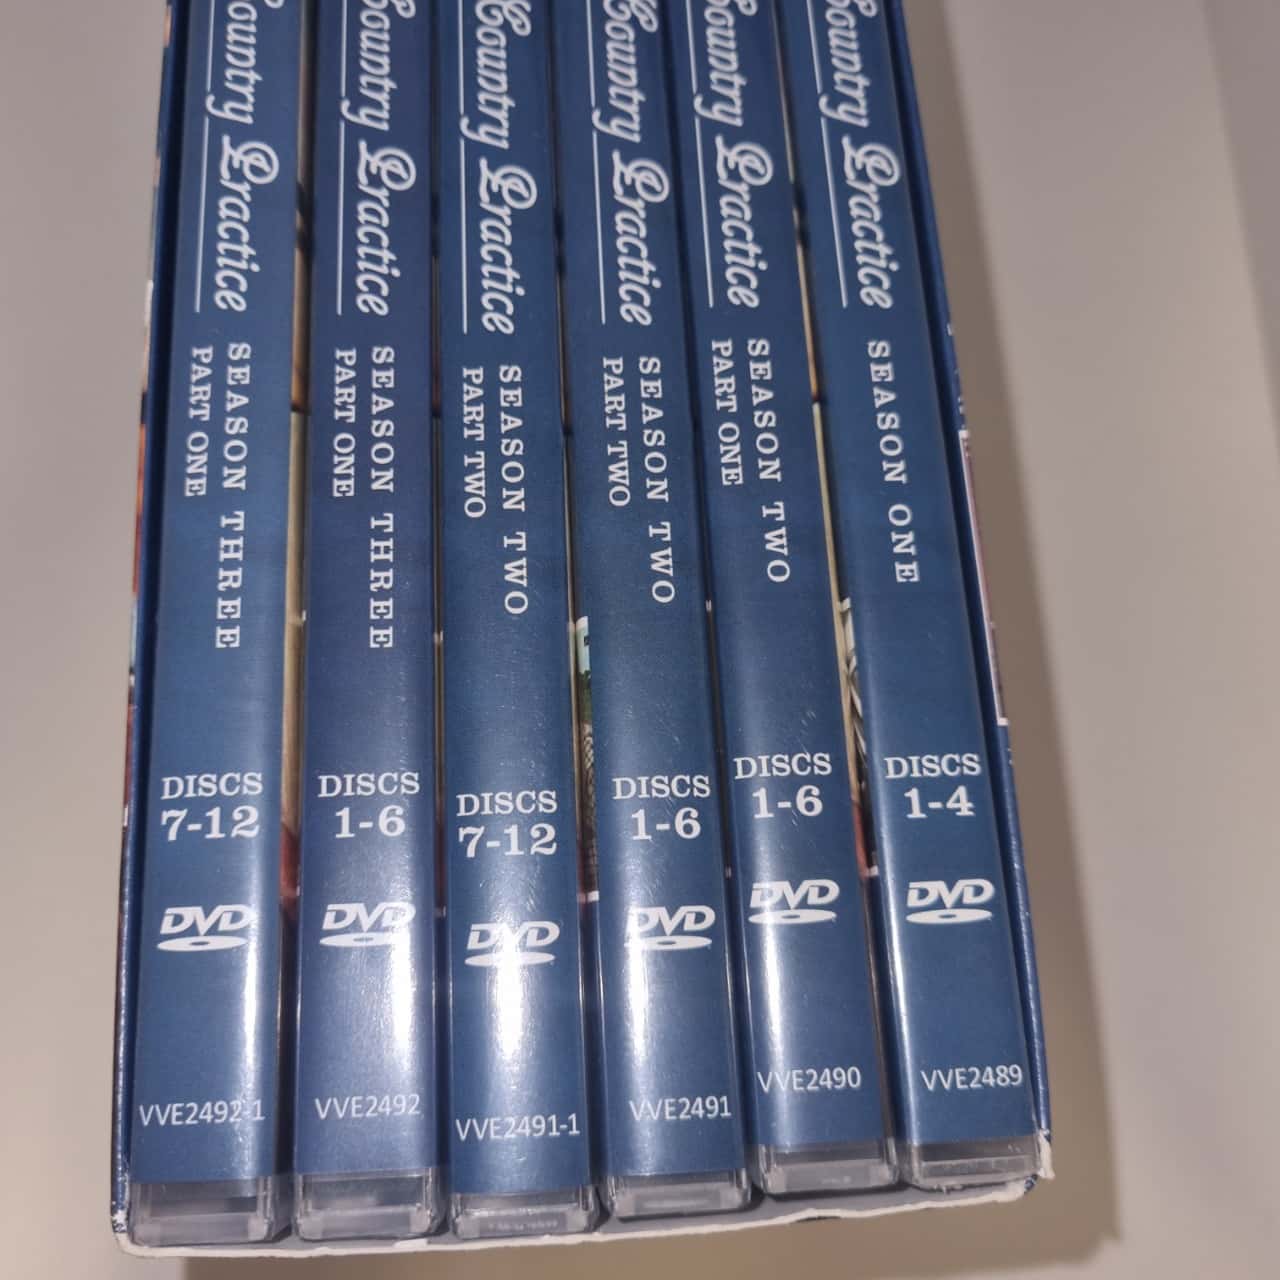 Country Practice
SEASON THREE
PART ONE
DISCS
7-12
DVD
VVE2492-1
Country Practice
SEASON THREE
PART ONE
DISCS
1-6
DVD
VVE2492
Country Practice
SEASON TWO
PART TWO
DISCS
7-12
DVD
VVE2491-1
Country Practice
SEASON TWO
PART TWO
DISCS
1-6
DVD
VVE2491
Country Practice
SEASON TWO
PART ONE
DISCS
1-6
DVD
VVE2490
Country Practice
SEASON ONE
DISCS
1-4
DVD
VVE2489